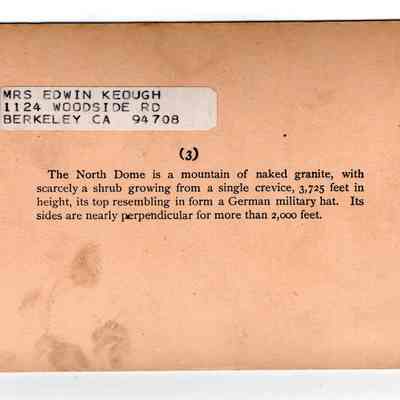 MRS EDWIN KEOUGH
1124 WOODSIDE RD
BERKELEY CA 94708
(3)
The North Dome is a mountain of naked granite, with
scarcely a shrub growing from a single crevice, 3,725 feet in
height, its top resembling in form a German military hat. Its
sides are nearly perpendicular for more than 2,000 feet.